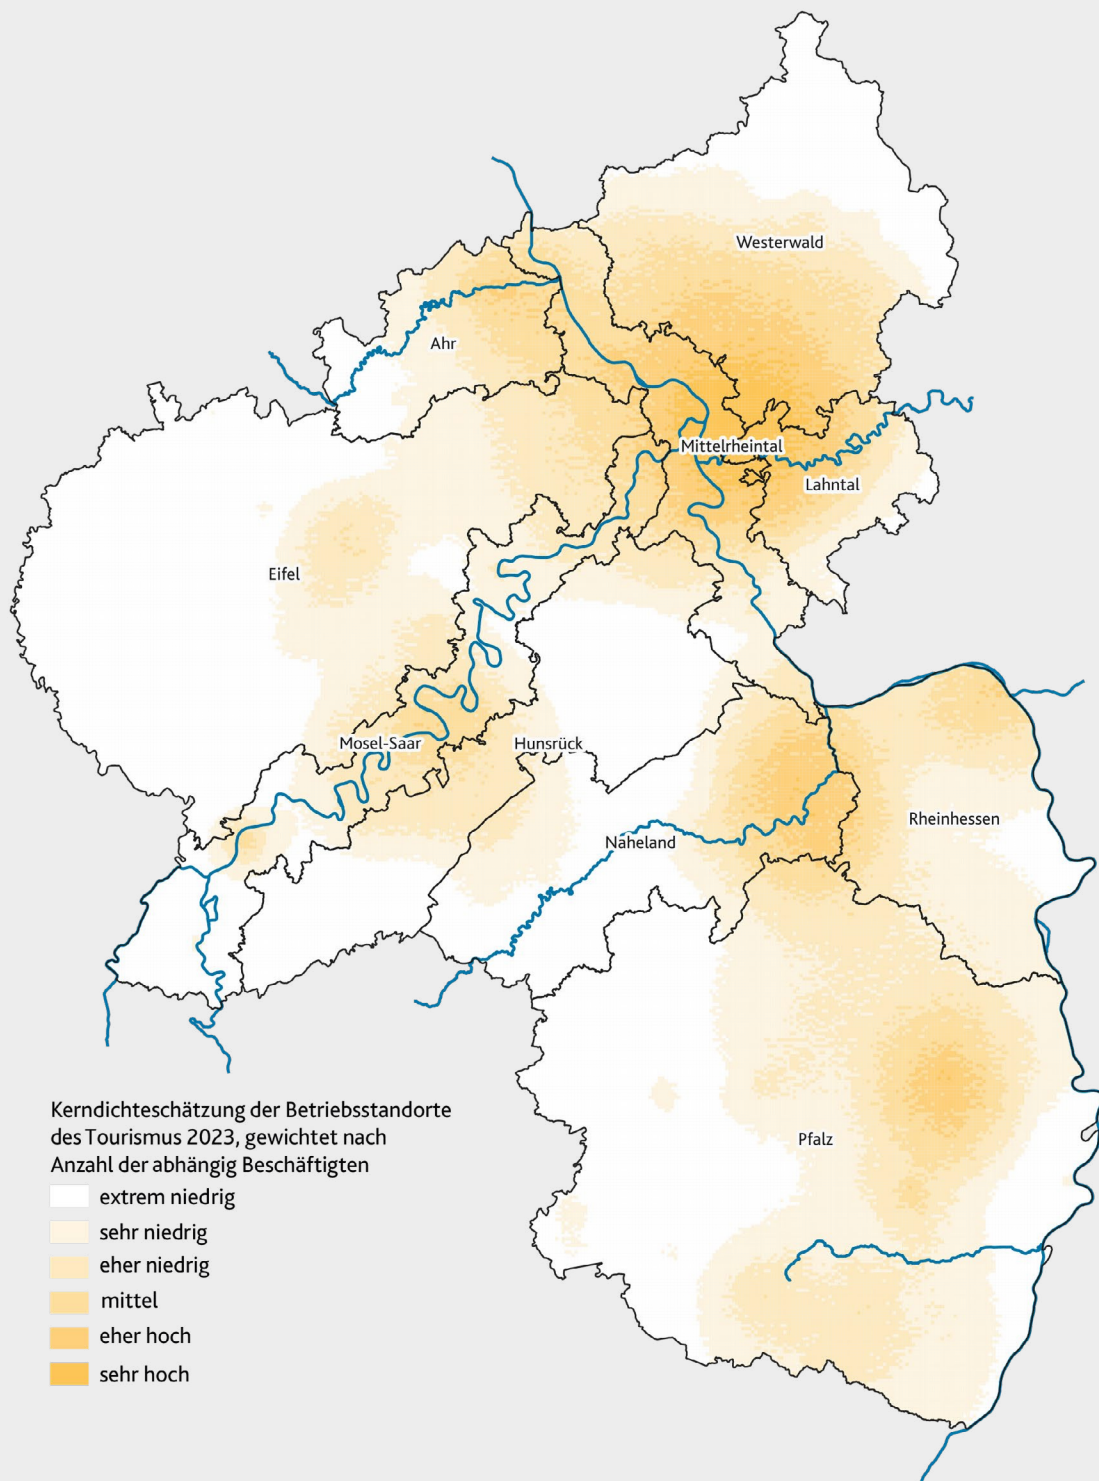 Westerwald
Ahr
Mittelrheintal
Lahntal
Eifel
Mosel-Saar
Hunsrück
Rheinhessen
Naheland
Pfalz
Kerndichteschätzung der Betriebsstandorte
des Tourismus 2023, gewichtet nach
Anzahl der abhängig Beschäftigten
extrem niedrig
sehr niedrig
eher niedrig
mittel
eher hoch
sehr hoch